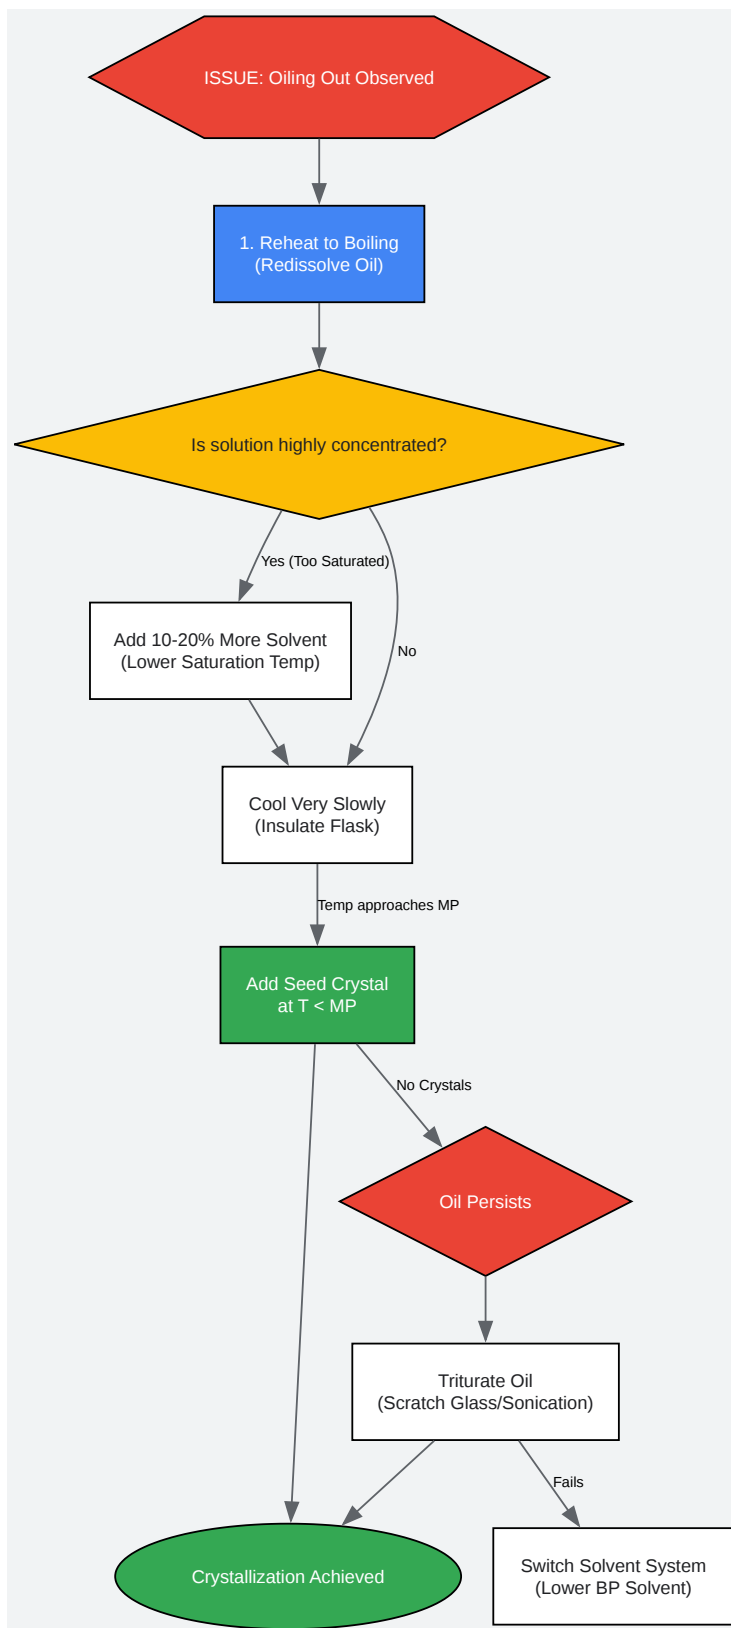 ISSUE: Oiling Out Observed
1. Reheat to Boiling
(Redissolve Oil)
Is solution highly concentrated?
Yes (Too Saturated)
Add 10-20% More Solvent
(Lower Saturation Temp)
No
Cool Very Slowly
(Insulate Flask)
Temp approaches MP
Add Seed Crystal
at T < MP
No Crystals
Oil Persists
Triturate Oil
(Scratch Glass/Sonication)
Fails
Crystallization Achieved
Switch Solvent System
(Lower BP Solvent)